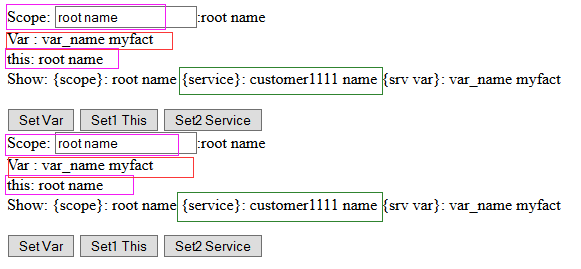 Scope: root name :root name
Var : var_name myfact
this: root name
Show: {scope}: root name {service}: customer1111 name {srv var}: var_name myfact
Set Var Set1 This Set2 Service
Scope: root name :root name
Var : var_name myfact
this: root name
Show: {scope}: root name {service}: customer1111 name {srv var}: var_name myfact
Set Var Set1 This Set2 Service